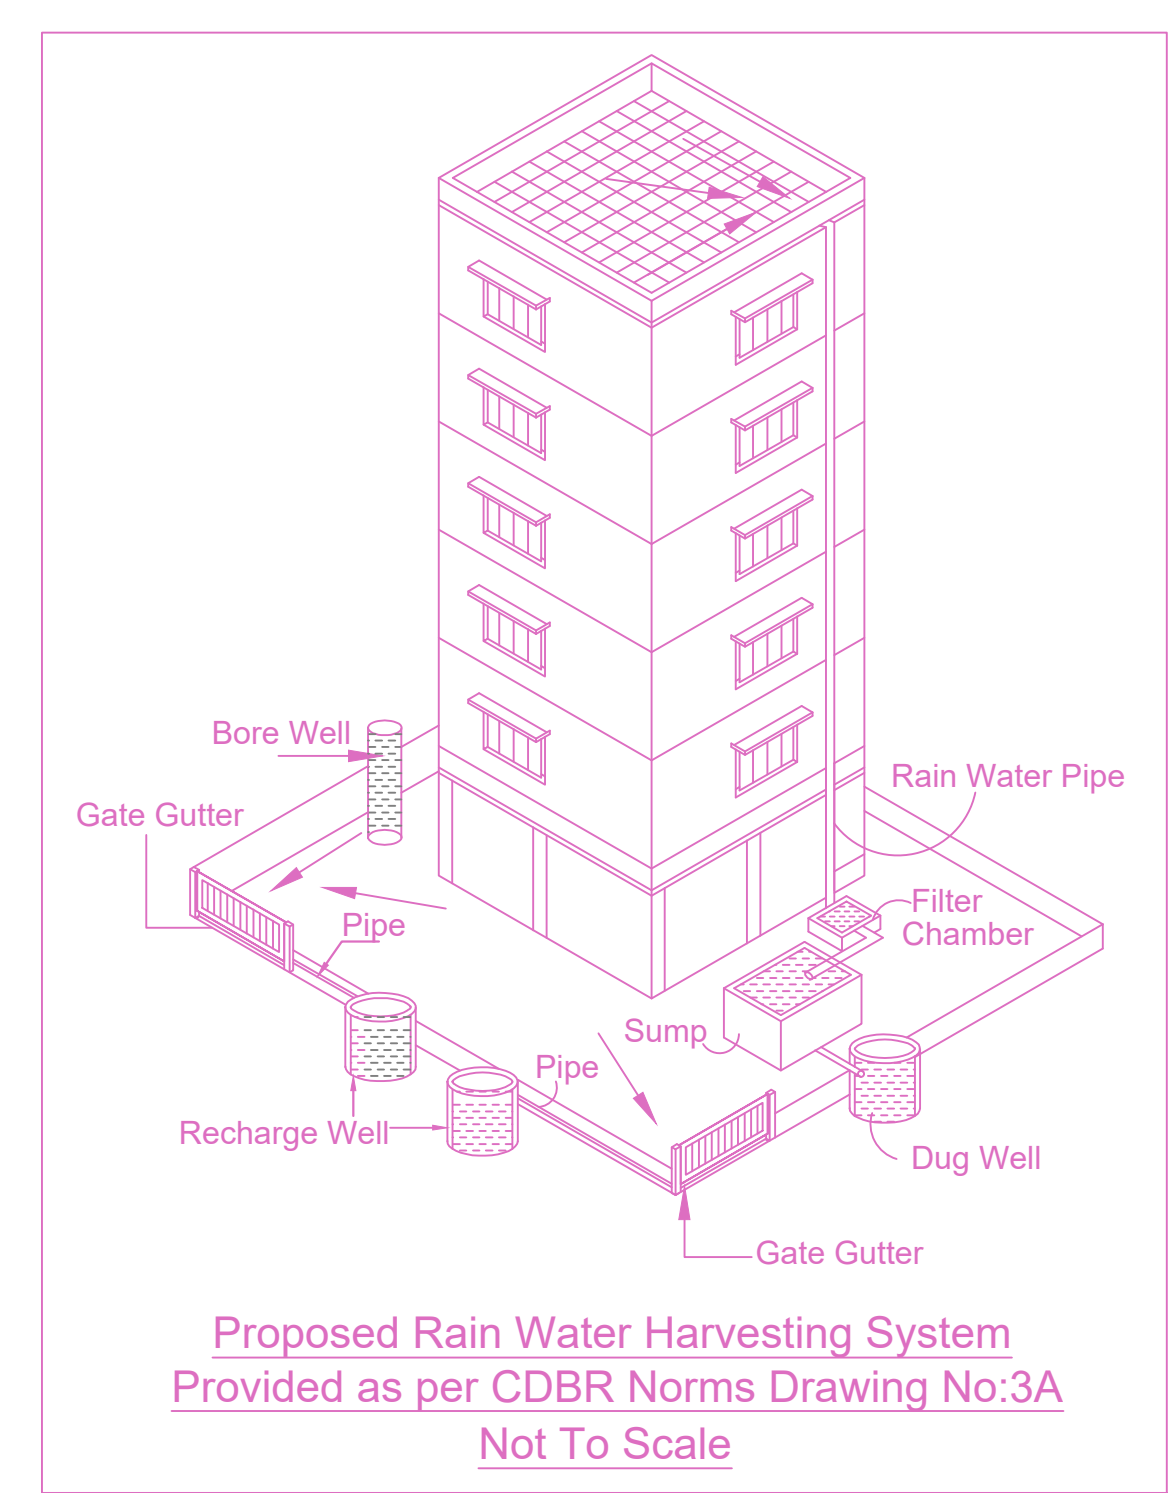 Bore Well
Rain Water Pipe
Gate Gutter
Filter
Chamber
Pipe
Sump
Pipe
Recharge Well
Dug Well
Gate Gutter
Proposed Rain Water Harvesting System
Provided as per CDBR Norms Drawing No:3A
Not To Scale